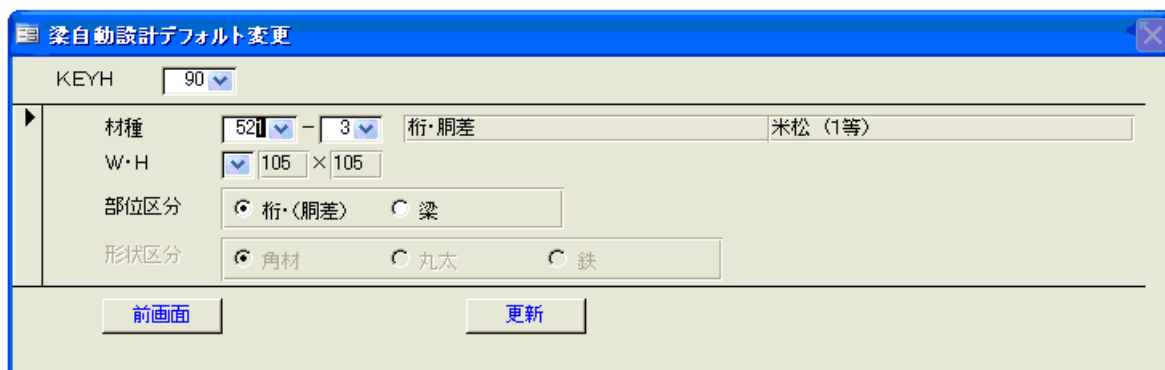 梁自動設計デフォルト変更
KEYH 90
材種 521 - 3 桁・胴差 米松 (1等)
W・H 105 × 105
部位区分 桁・(胴差) 梁
形状区分 角材 丸太 鉄
前画面 更新